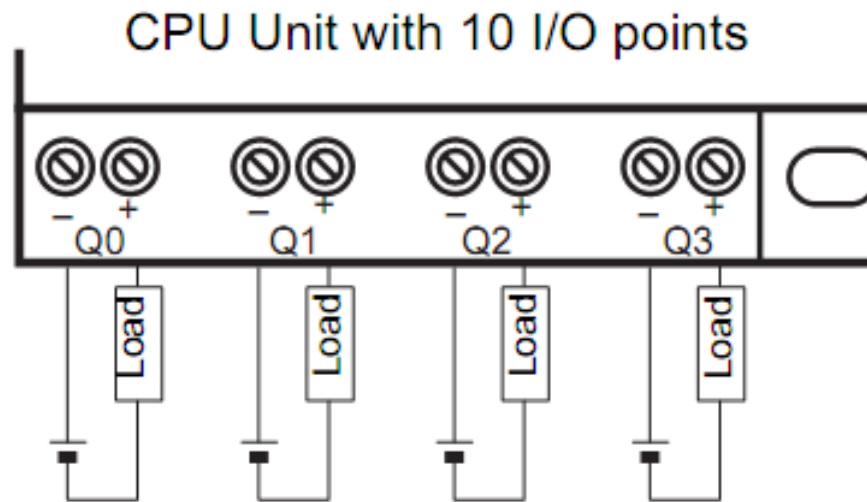 CPU Unit with 10 I/O points
– + – + – + – +
Q0 Q1 Q2 Q3
Load Load Load Load